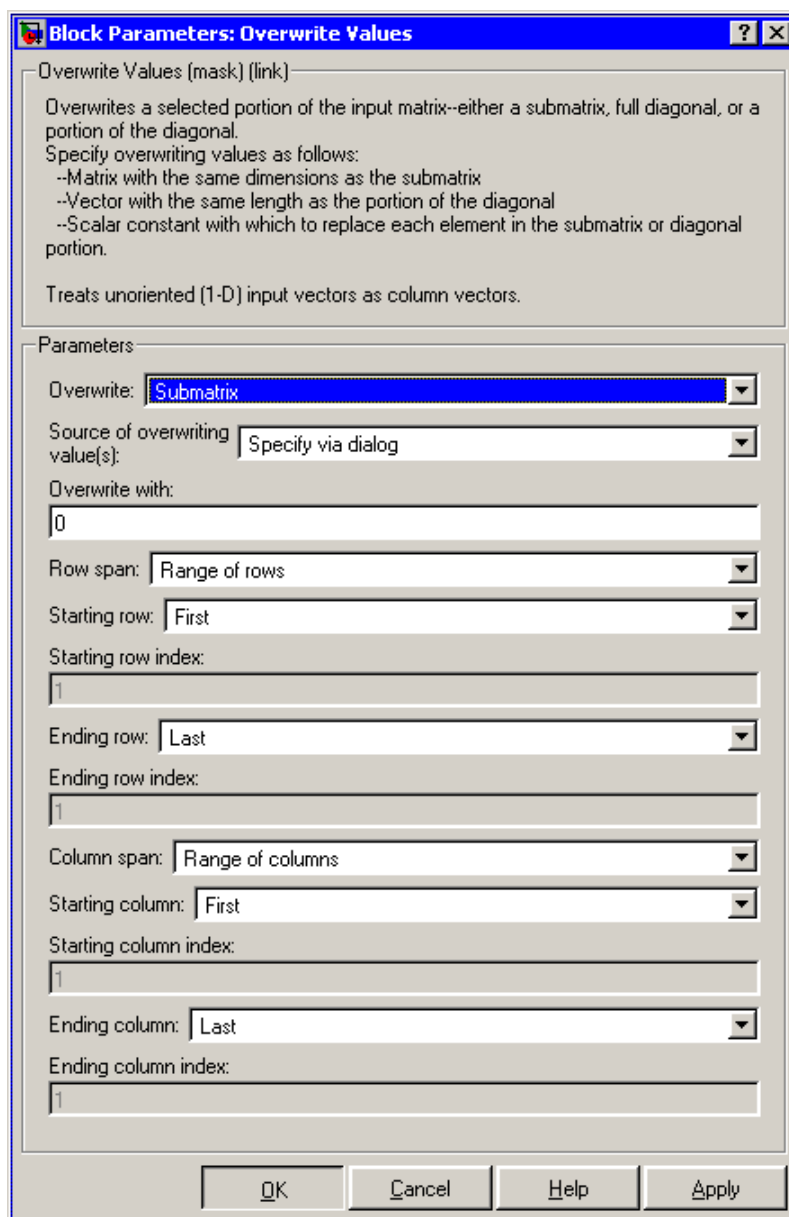 Block Parameters: Overwrite Values
Overwrite Values (mask) (link)
Overwrites a selected portion of the input matrix--either a submatrix, full diagonal, or a
portion of the diagonal.
Specify overwriting values as follows:
--Matrix with the same dimensions as the submatrix
--Vector with the same length as the portion of the diagonal
--Scalar constant with which to replace each element in the submatrix or diagonal
portion.
Treats unoriented (1-D) input vectors as column vectors.
Parameters
Overwrite: Submatrix
Source of overwriting
value(s): Specify via dialog
Overwrite with:
0
Row span: Range of rows
Starting row: First
Starting row index:
1
Ending row: Last
Ending row index:
1
Column span: Range of columns
Starting column: First
Starting column index:
1
Ending column: Last
Ending column index:
1
OK Cancel Help Apply